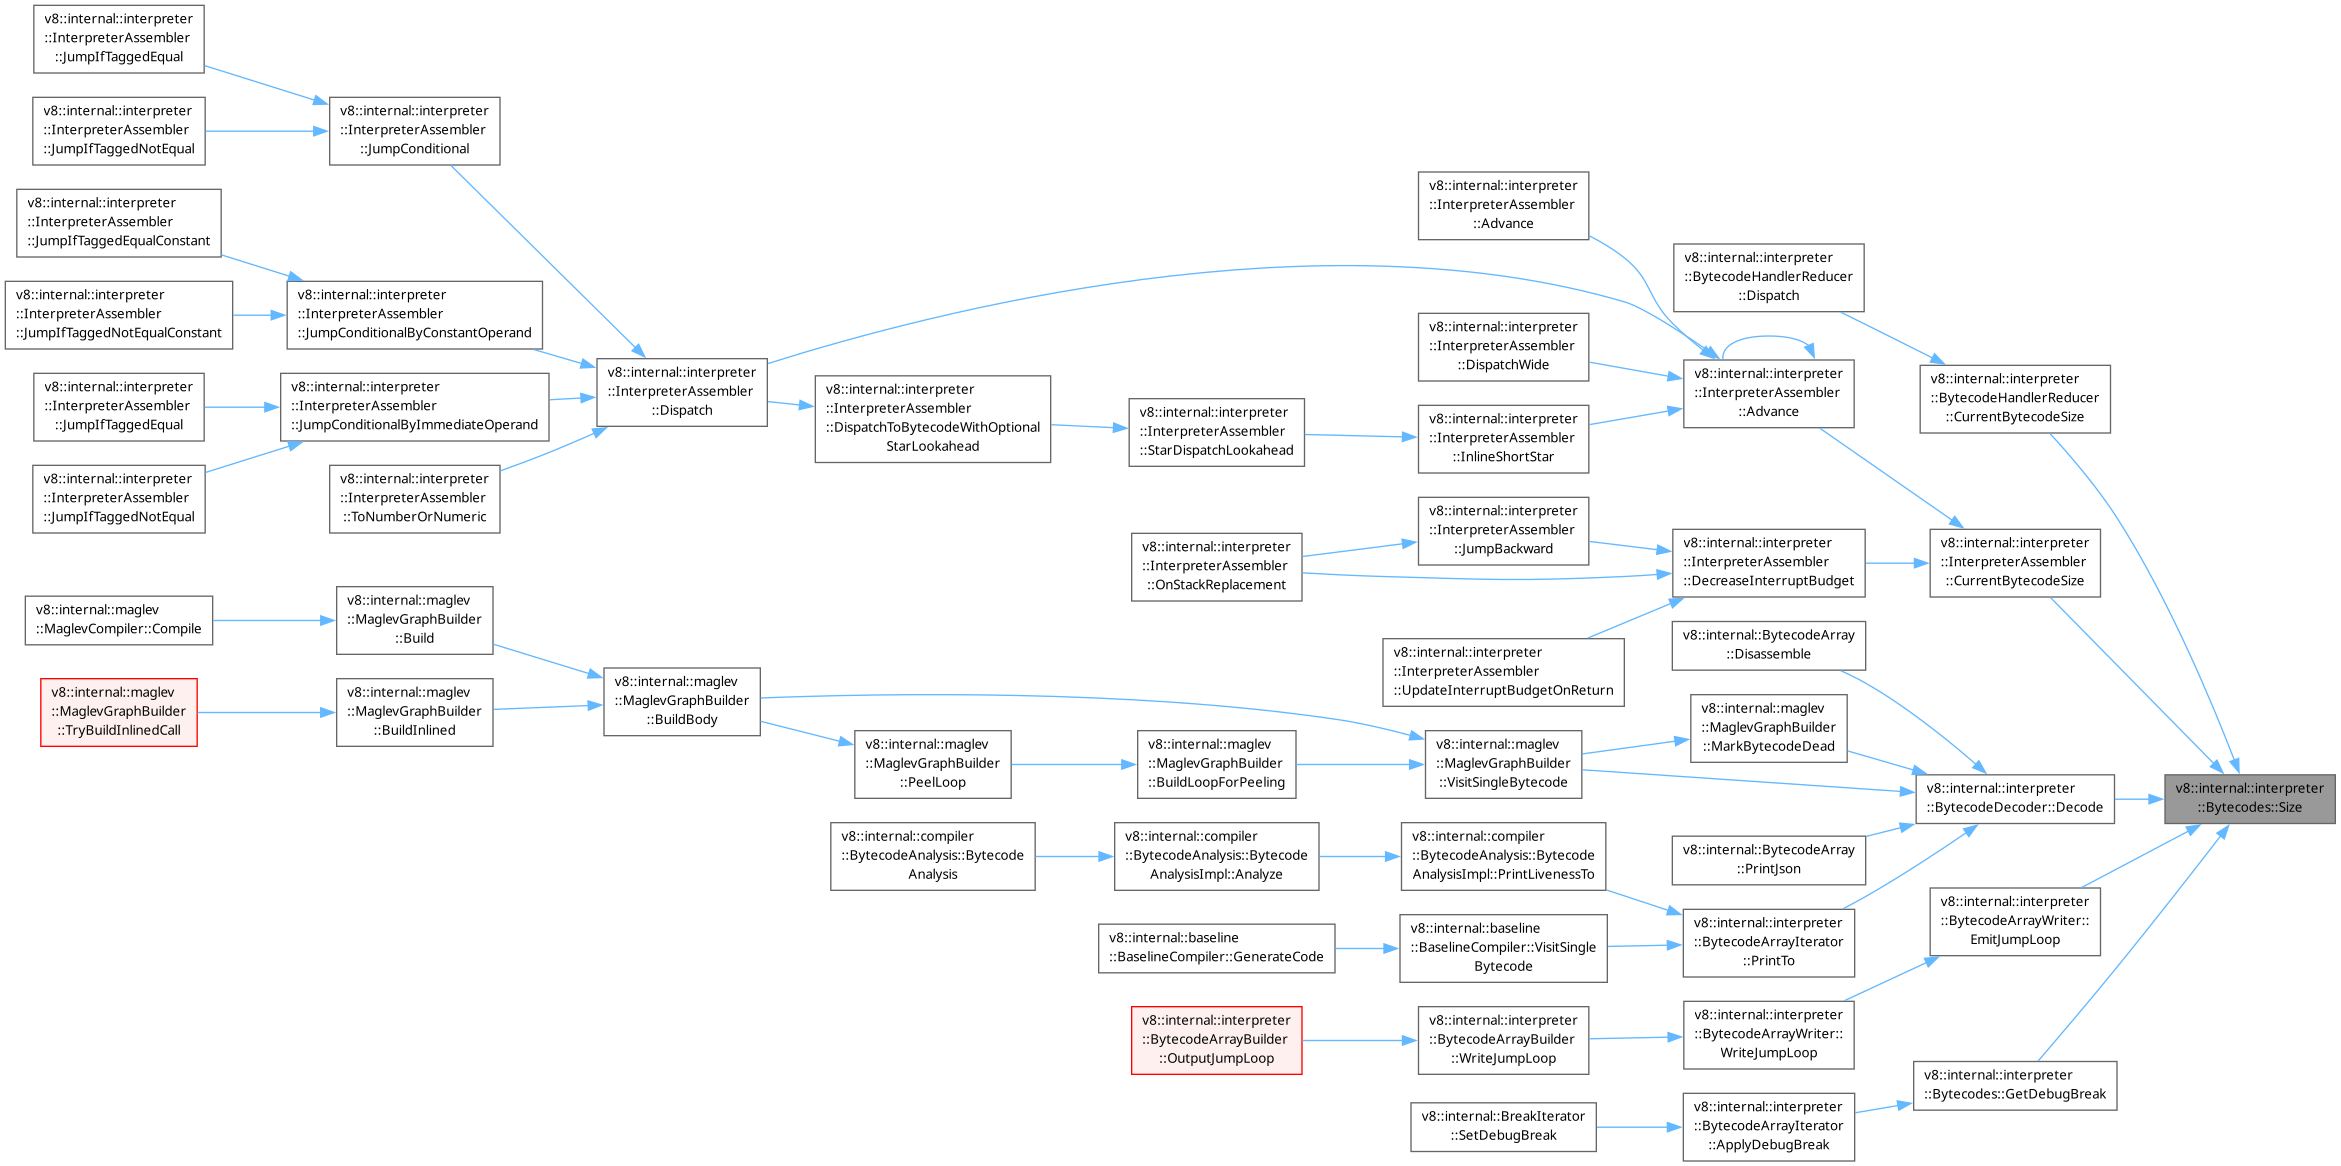 v8::internal::interpreter
::InterpreterAssembler
::JumpIfTaggedEqual
v8::internal::interpreter
::InterpreterAssembler
::JumpIfTaggedNotEqual
v8::internal::interpreter
::InterpreterAssembler
::JumpIfTaggedEqualConstant
v8::internal::interpreter
::InterpreterAssembler
::JumpIfTaggedNotEqualConstant
v8::internal::interpreter
::InterpreterAssembler
::JumpIfTaggedEqual
v8::internal::interpreter
::InterpreterAssembler
::JumpIfTaggedNotEqual
v8::internal::maglev
::MaglevCompiler::Compile
v8::internal::maglev
::MaglevGraphBuilder
::TryBuildInlinedCall
v8::internal::interpreter
::InterpreterAssembler
::JumpConditional
v8::internal::interpreter
::InterpreterAssembler
::JumpConditionalByConstantOperand
v8::internal::interpreter
::InterpreterAssembler
::JumpConditionalByImmediateOperand
v8::internal::interpreter
::InterpreterAssembler
::ToNumberOrNumeric
v8::internal::maglev
::MaglevGraphBuilder
::Build
v8::internal::maglev
::MaglevGraphBuilder
::BuildInlined
v8::internal::interpreter
::InterpreterAssembler
::Dispatch
v8::internal::maglev
::MaglevGraphBuilder
::BuildBody
v8::internal::interpreter
::InterpreterAssembler
::DispatchToBytecodeWithOptional
StarLookahead
v8::internal::maglev
::MaglevGraphBuilder
::PeelLoop
v8::internal::compiler
::BytecodeAnalysis::Bytecode
Analysis
v8::internal::interpreter
::InterpreterAssembler
::StarDispatchLookahead
v8::internal::interpreter
::InterpreterAssembler
::OnStackReplacement
v8::internal::maglev
::MaglevGraphBuilder
::BuildLoopForPeeling
v8::internal::compiler
::BytecodeAnalysis::Bytecode
AnalysisImpl::Analyze
v8::internal::baseline
::BaselineCompiler::GenerateCode
v8::internal::interpreter
::BytecodeArrayBuilder
::OutputJumpLoop
v8::internal::interpreter
::InterpreterAssembler
::Advance
v8::internal::interpreter
::InterpreterAssembler
::DispatchWide
v8::internal::interpreter
::InterpreterAssembler
::InlineShortStar
v8::internal::interpreter
::InterpreterAssembler
::JumpBackward
v8::internal::interpreter
::InterpreterAssembler
::UpdateInterruptBudgetOnReturn
v8::internal::maglev
::MaglevGraphBuilder
::VisitSingleBytecode
v8::internal::compiler
::BytecodeAnalysis::Bytecode
AnalysisImpl::PrintLivenessTo
v8::internal::baseline
::BaselineCompiler::VisitSingle
Bytecode
v8::internal::interpreter
::BytecodeArrayBuilder
::WriteJumpLoop
v8::internal::BreakIterator
::SetDebugBreak
v8::internal::interpreter
::BytecodeHandlerReducer
::Dispatch
v8::internal::interpreter
::InterpreterAssembler
::Advance
v8::internal::interpreter
::InterpreterAssembler
::DecreaseInterruptBudget
v8::internal::BytecodeArray
::Disassemble
v8::internal::maglev
::MaglevGraphBuilder
::MarkBytecodeDead
v8::internal::BytecodeArray
::PrintJson
v8::internal::interpreter
::BytecodeArrayIterator
::PrintTo
v8::internal::interpreter
::BytecodeArrayWriter::
WriteJumpLoop
v8::internal::interpreter
::BytecodeArrayIterator
::ApplyDebugBreak
v8::internal::interpreter
::BytecodeHandlerReducer
::CurrentBytecodeSize
v8::internal::interpreter
::InterpreterAssembler
::CurrentBytecodeSize
v8::internal::interpreter
::BytecodeDecoder::Decode
v8::internal::interpreter
::BytecodeArrayWriter::
EmitJumpLoop
v8::internal::interpreter
::Bytecodes::GetDebugBreak
v8::internal::interpreter
::Bytecodes::Size